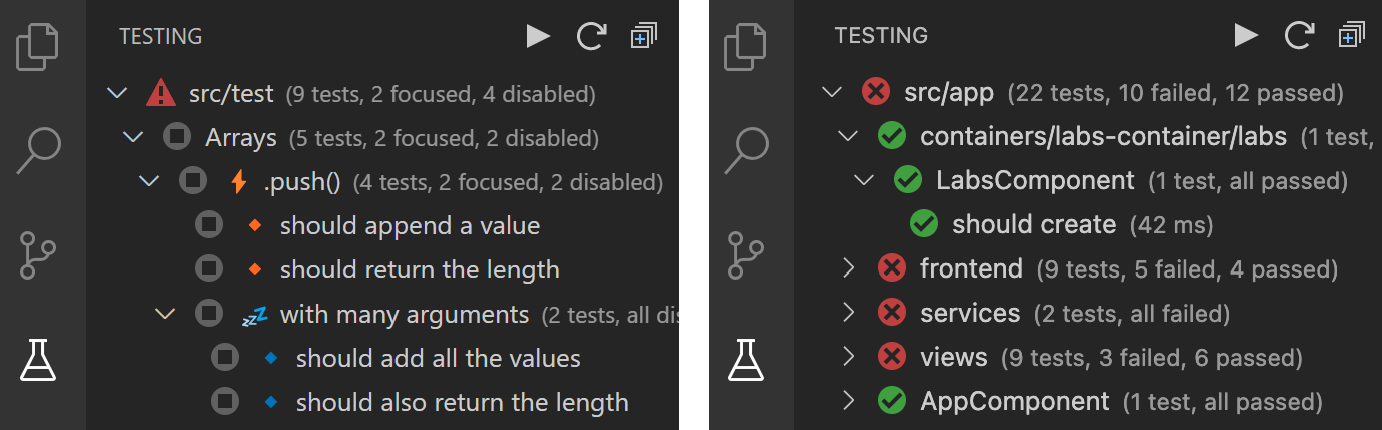 TESTING
src/test (9 tests, 2 focused, 4 disabled)
Arrays (5 tests, 2 focused, 2 disabled)
.push() (4 tests, 2 focused, 2 disabled)
should append a value
should return the length
with many arguments (2 tests, all dis
should add all the values
should also return the length
TESTING
src/app (22 tests, 10 failed, 12 passed)
containers/labs-container/labs (1 test,
LabsComponent (1 test, all passed)
should create (42 ms)
frontend (9 tests, 5 failed, 4 passed)
services (2 tests, all failed)
views (9 tests, 3 failed, 6 passed)
AppComponent (1 test, all passed)